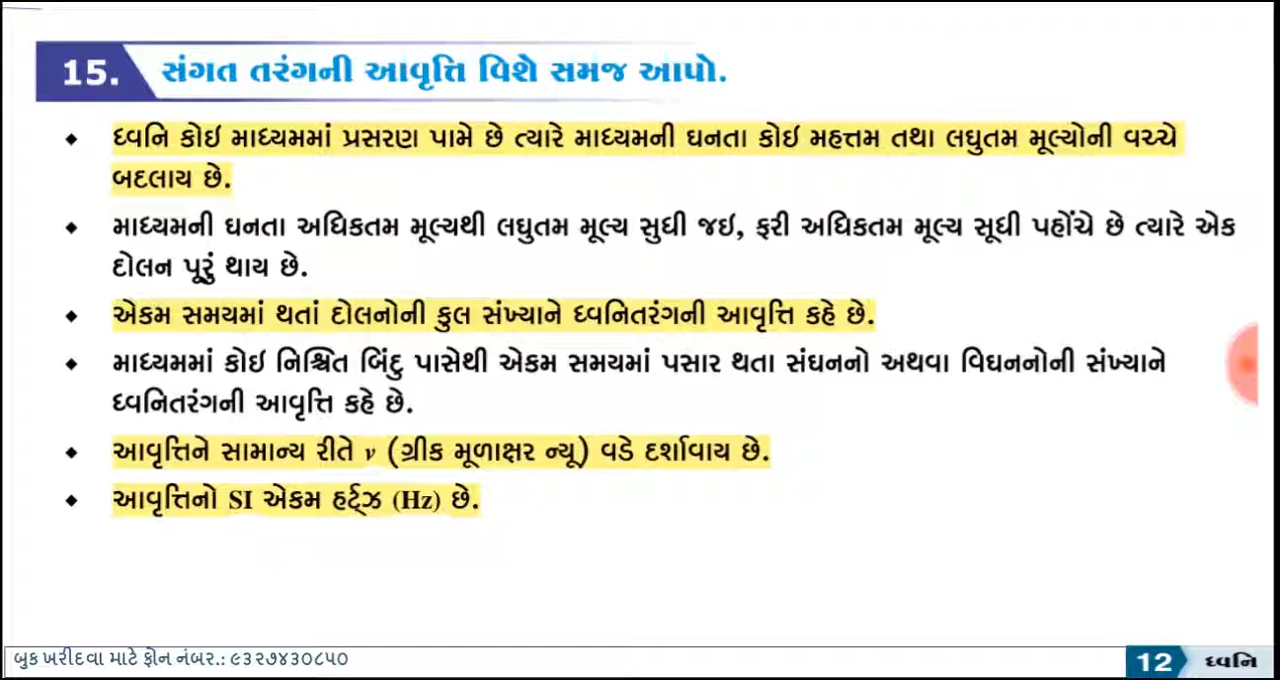 15. સંગત તરંગની આવૃત્તિ વિશે સમજ આપો.
◆ ધ્વનિ કોઇ માધ્યમમાં પ્રસરણ પામે છે ત્યારે માધ્યમની ઘનતા કોઇ મહત્તમ તથા લઘુતમ મૂલ્યોની વચ્ચે
બદલાય છે.
◆ માધ્યમની ઘનતા અધિકતમ મૂલ્યથી લઘુતમ મૂલ્ય સુધી જઇ, ફરી અધિકતમ મૂલ્ય સૂધી પહોંચે છે ત્યારે એક
દોલન પૂરું થાય છે.
◆ એકમ સમયમાં થતાં દોલનોની કુલ સંખ્યાને ધ્વનિતરંગની આવૃત્તિ કહે છે.
◆ માધ્યમમાં કોઇ નિશ્ચિત બિંદુ પાસેથી એકમ સમયમાં પસાર થતા સંઘનનો અથવા વિઘનનોની સંખ્યાને
ધ્વનિતરંગની આવૃત્તિ કહે છે.
◆ આવૃત્તિને સામાન્ય રીતે ν (ગ્રીક મૂળાક્ષર ન્યૂ) વડે દર્શાવાય છે.
◆ આવૃત્તિનો SI એકમ હર્ટ્ઝ (Hz) છે.
બુક ખરીદવા માટે ફોન નંબર.: ૯૩૨૭૪૩૦૮૫૦
12 ધ્વનિ